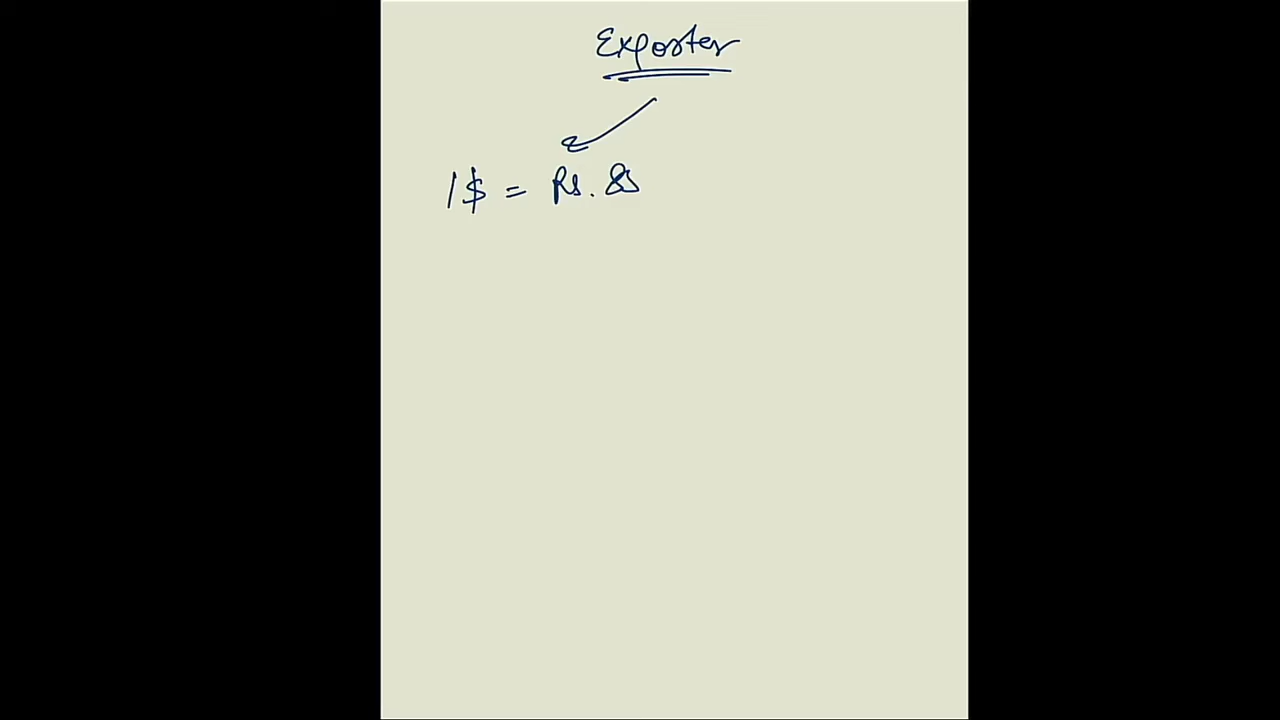 Exporter
1$ = Rs. 85